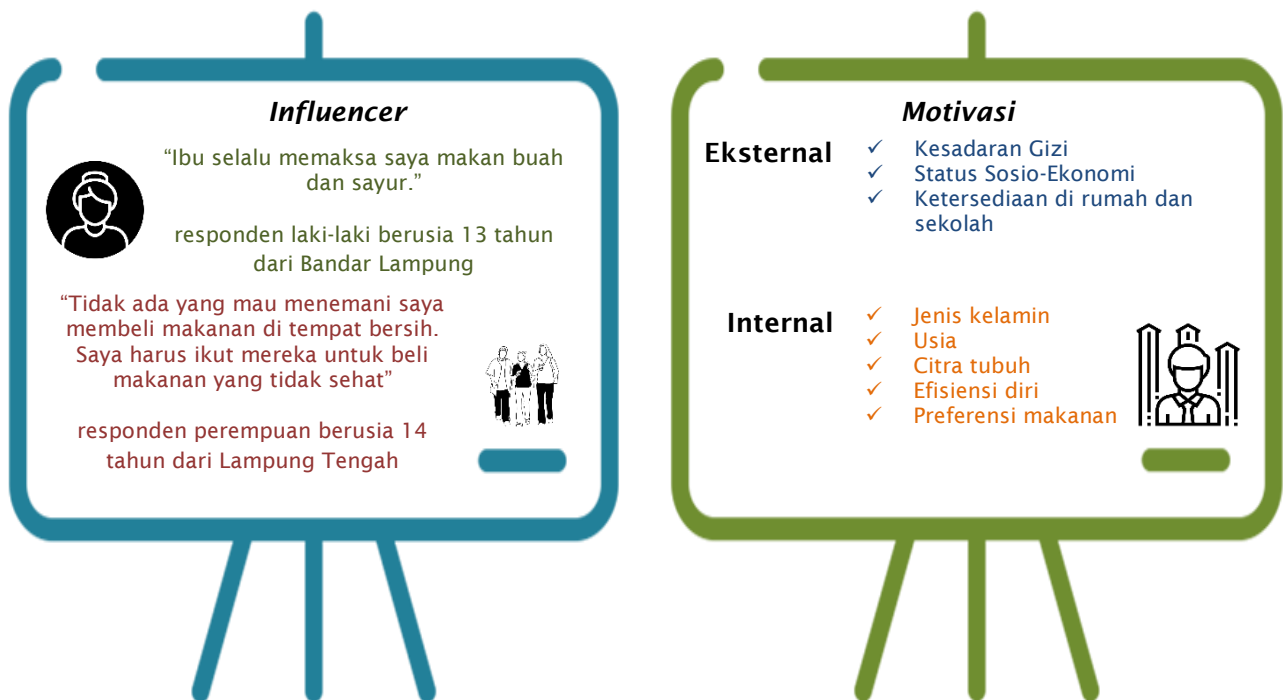 Influencer
“Ibu selalu memaksa saya makan buah
dan sayur.”
responden laki-laki berusia 13 tahun
dari Bandar Lampung
“Tidak ada yang mau menemani saya
membeli makanan di tempat bersih.
Saya harus ikut mereka untuk beli
makanan yang tidak sehat”
responden perempuan berusia 14
tahun dari Lampung Tengah
Motivasi
Eksternal
✓ Kesadaran Gizi
✓ Status Sosio-Ekonomi
✓ Ketersediaan di rumah dan
sekolah
Internal
✓ Jenis kelamin
✓ Usia
✓ Citra tubuh
✓ Efisiensi diri
✓ Preferensi makanan